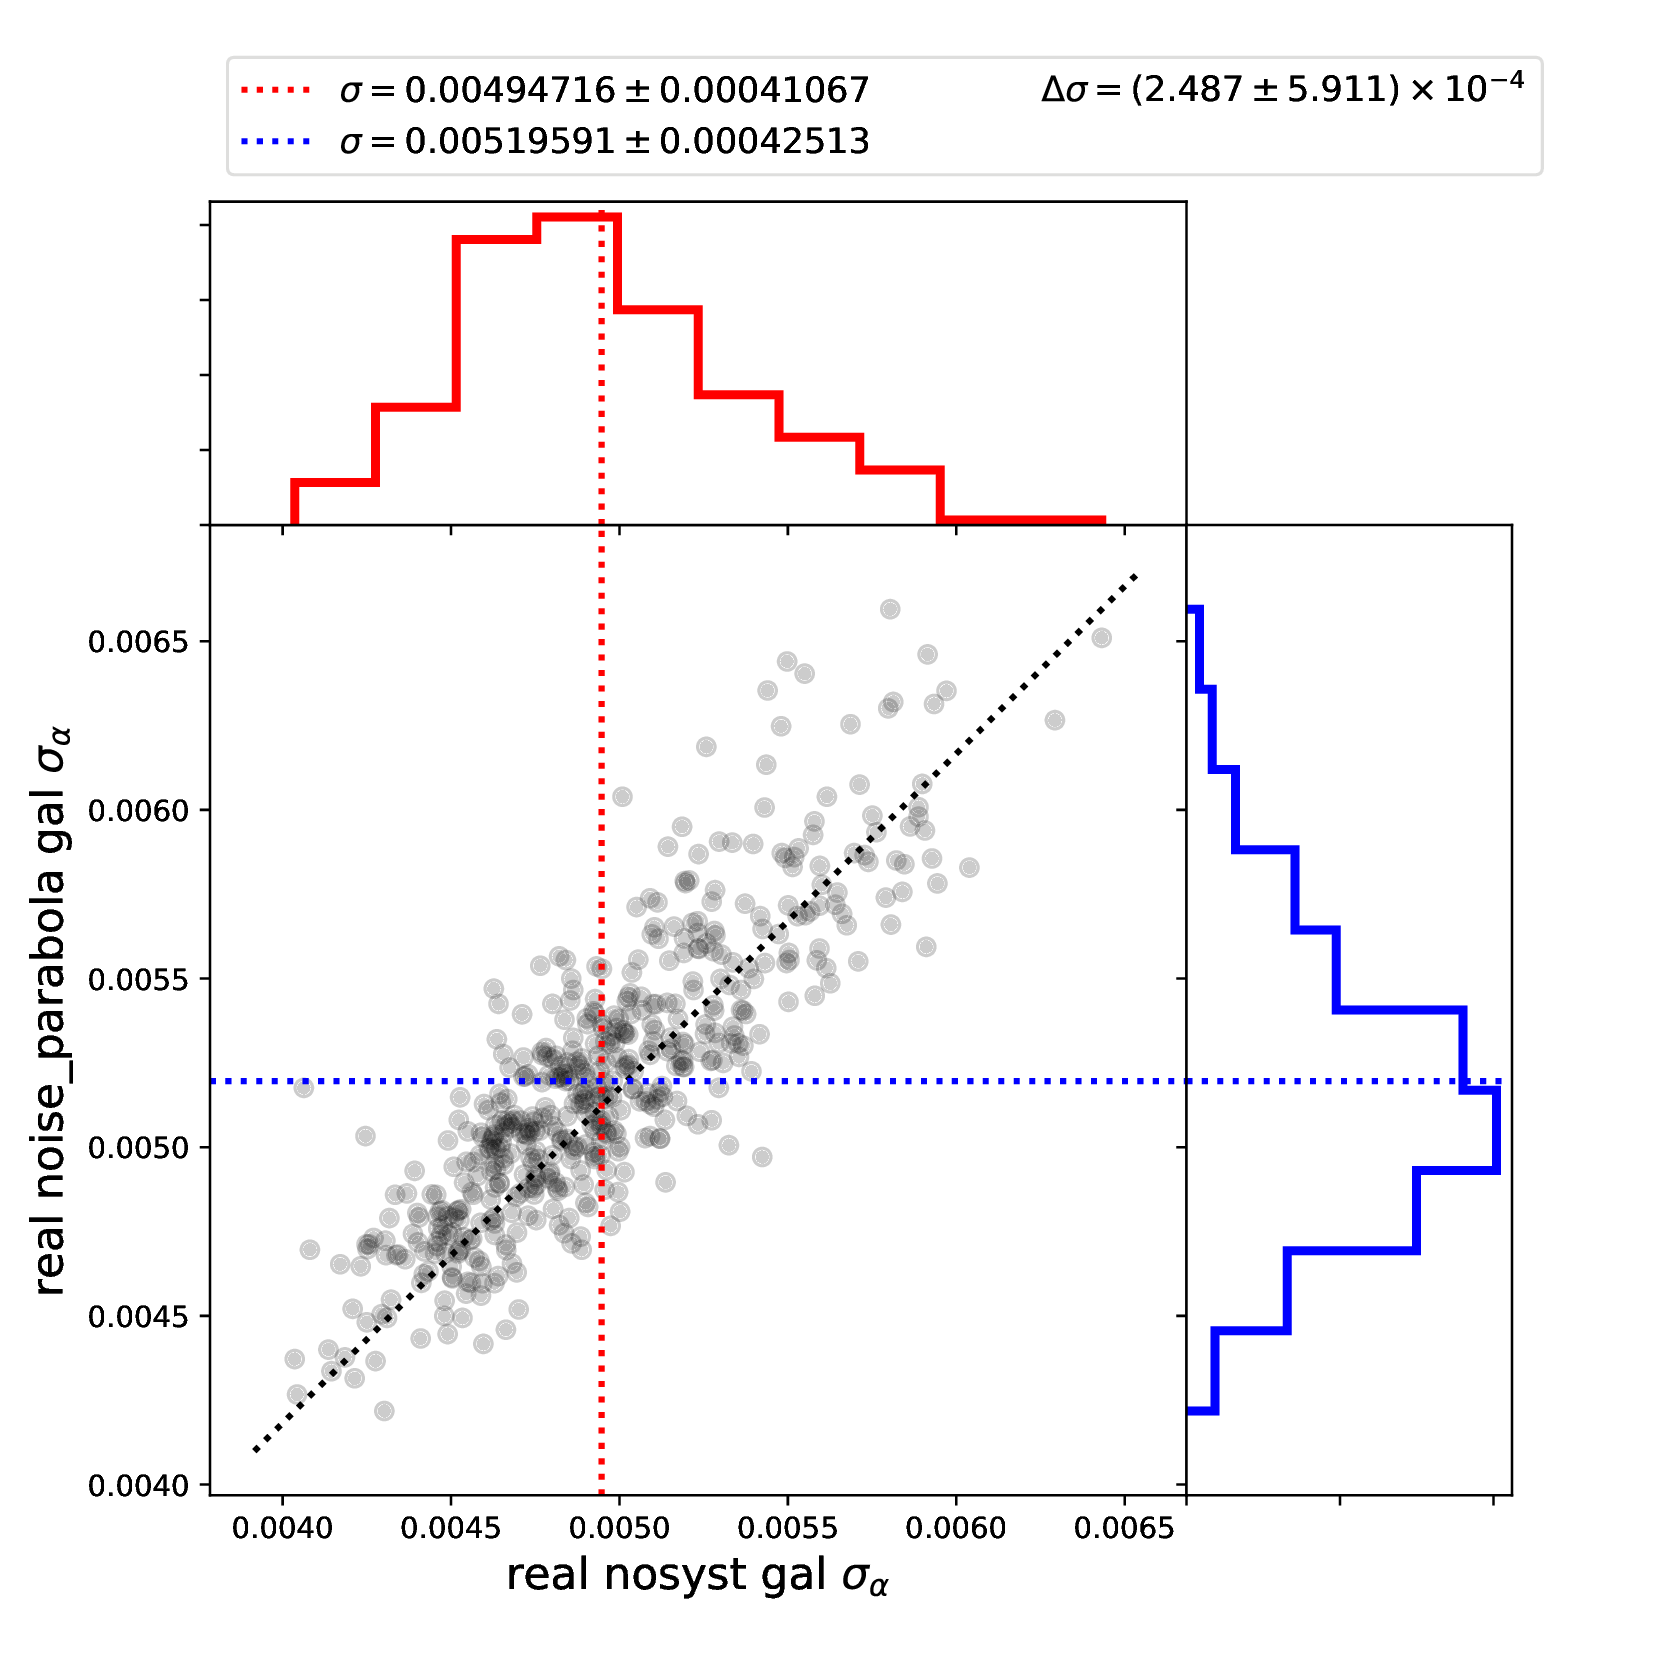 σ = 0.00494716 ± 0.00041067
Δσ = (2.487 ± 5.911) × 10⁻⁴
σ = 0.00519591 ± 0.00042513
real noise_parabola gal σα
0.0065
0.0060
0.0055
0.0050
0.0045
0.0040
0.0040 0.0045 0.0050 0.0055 0.0060 0.0065
real nosyst gal σα